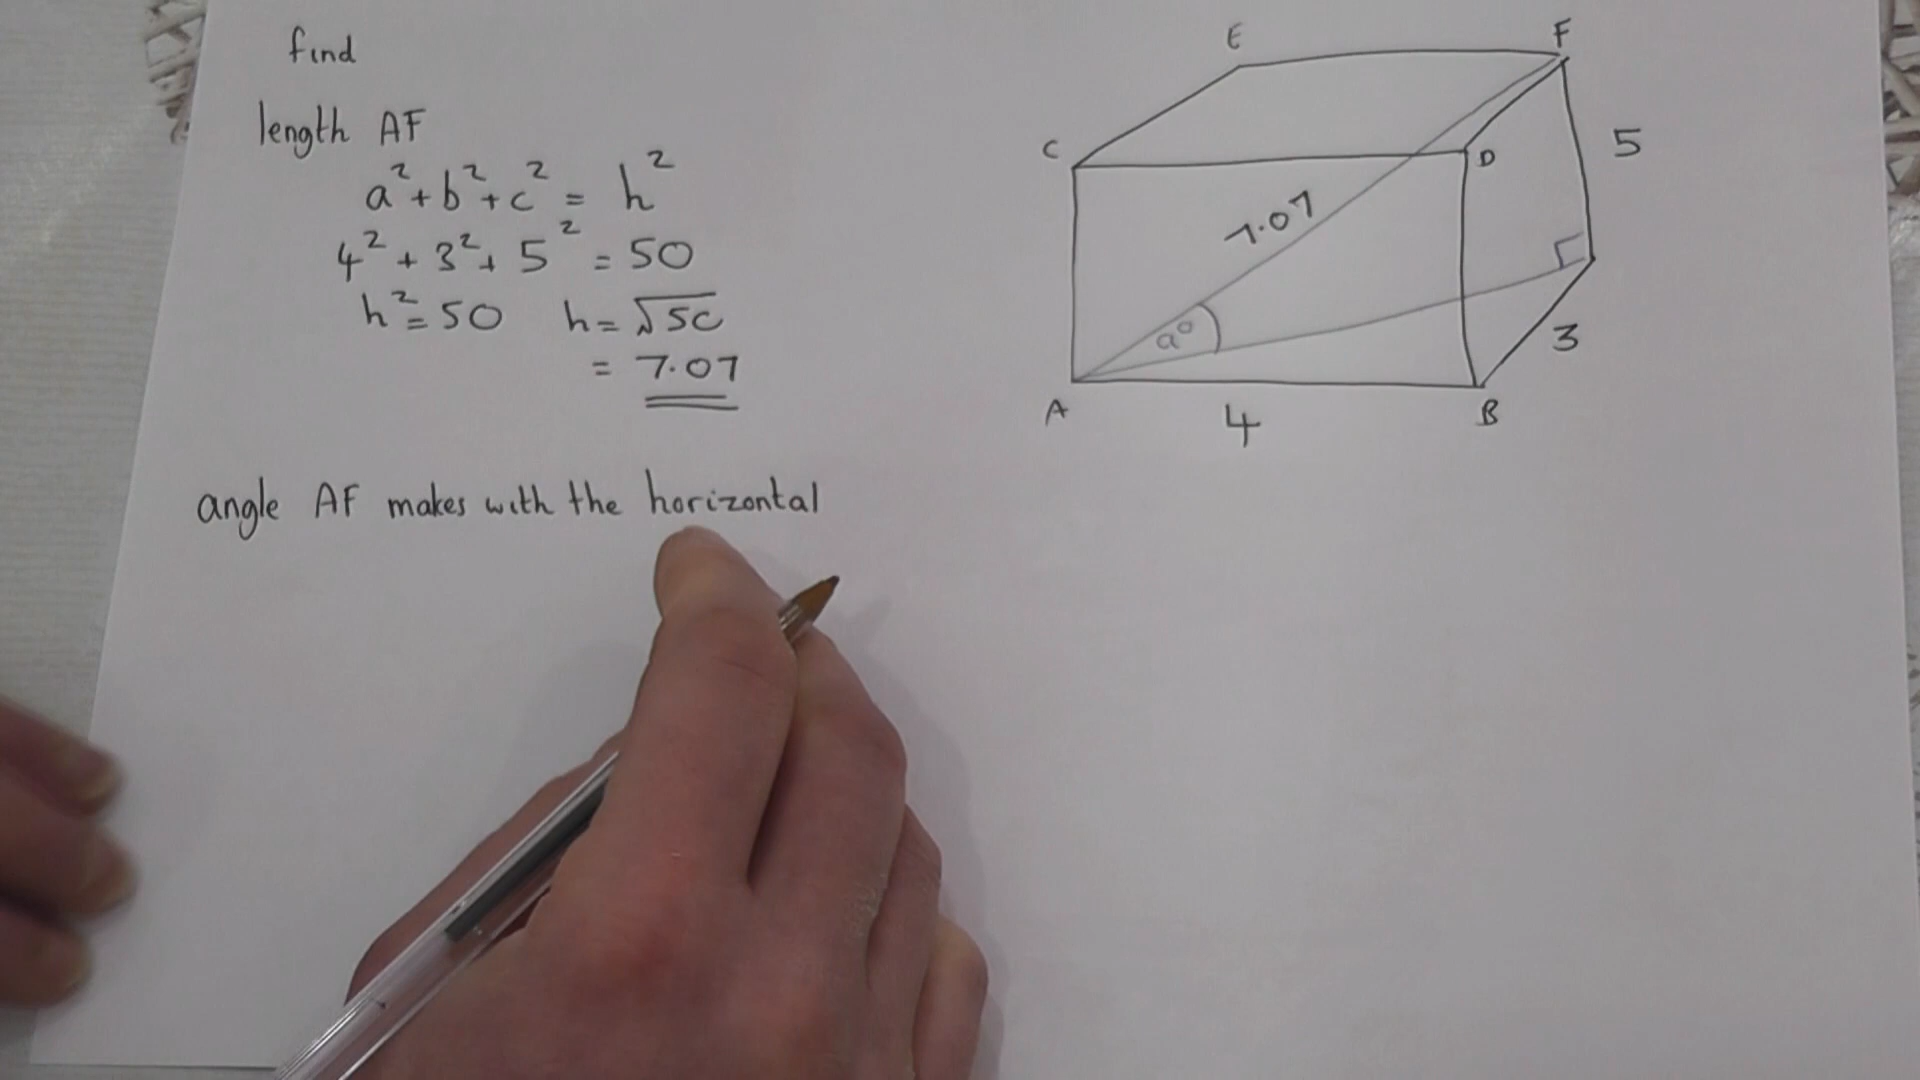 find
length AF
a² + b² + c² = h²
4² + 3² + 5² = 50
h² = 50 h = √50
= 7.07
angle AF makes with the horizontal
E
F
C
D
5
7.07
a°
3
A
4
B